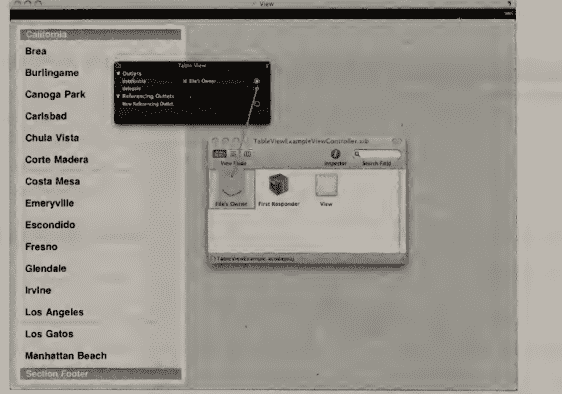 View
California
Brea
Burlingame
Canoga Park
Carlsbad
Chula Vista
Corte Madera
Costa Mesa
Emeryville
Escondido
Fresno
Glendale
Irvine
Los Angeles
Los Gatos
Manhattan Beach
Section Footer
Table View
Outlets
dataSource
File's Owner
delegate
Referencing Outlets
New Referencing Outlet
TableViewExampleViewController.xib
View Mode
Inspector
Search Field
File's Owner
First Responder
View